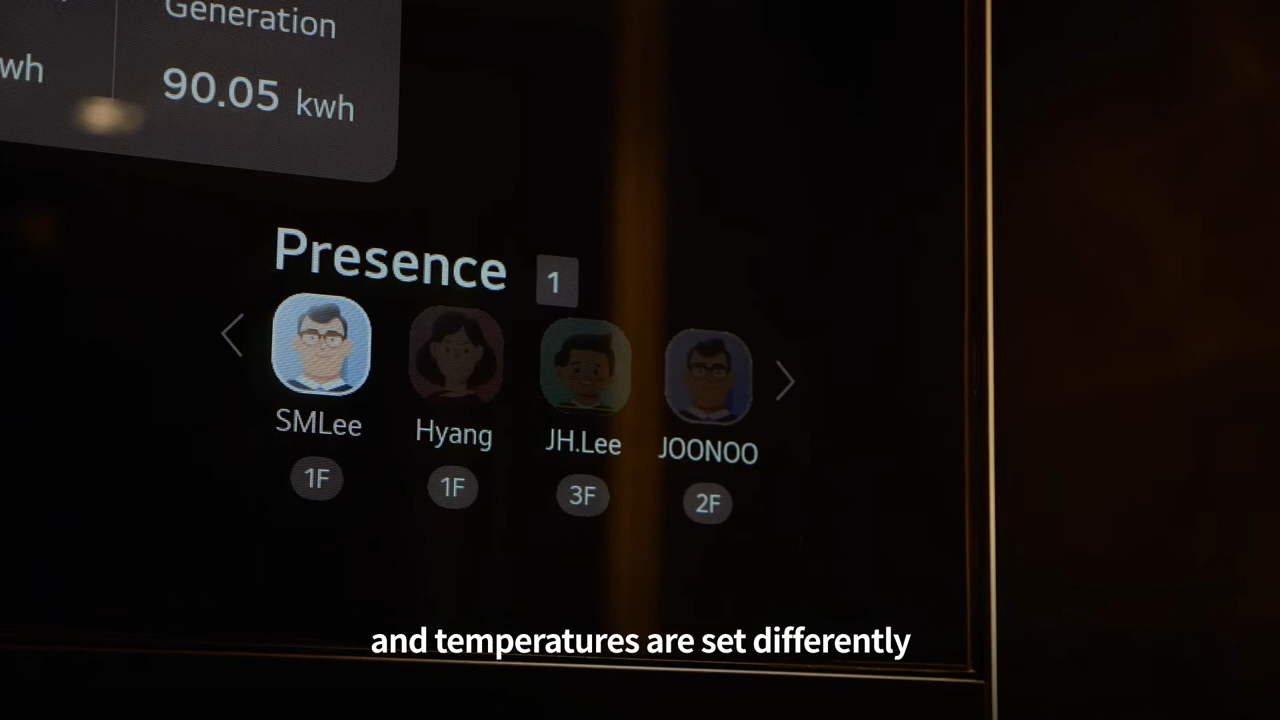 Generation
wh
90.05 kwh
Presence 1
SMLee
Hyang
JH.Lee
JOONOO
1F
1F
3F
2F
and temperatures are set differently